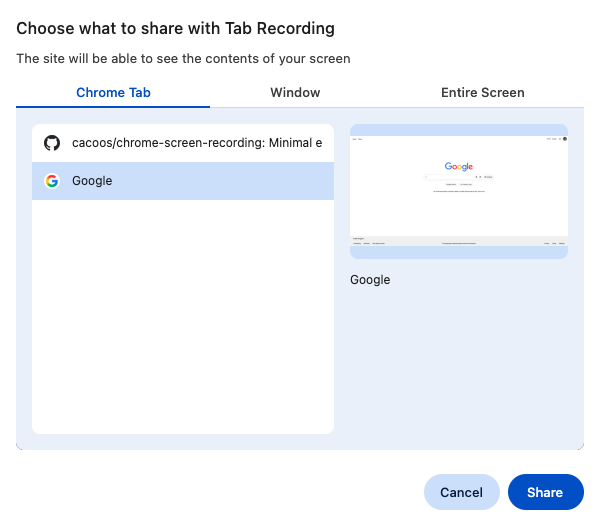 Choose what to share with Tab Recording
The site will be able to see the contents of your screen
Chrome Tab
Window
Entire Screen
cacoos/chrome-screen-recording: Minimal e
Google
Google
Google
Cancel
Share